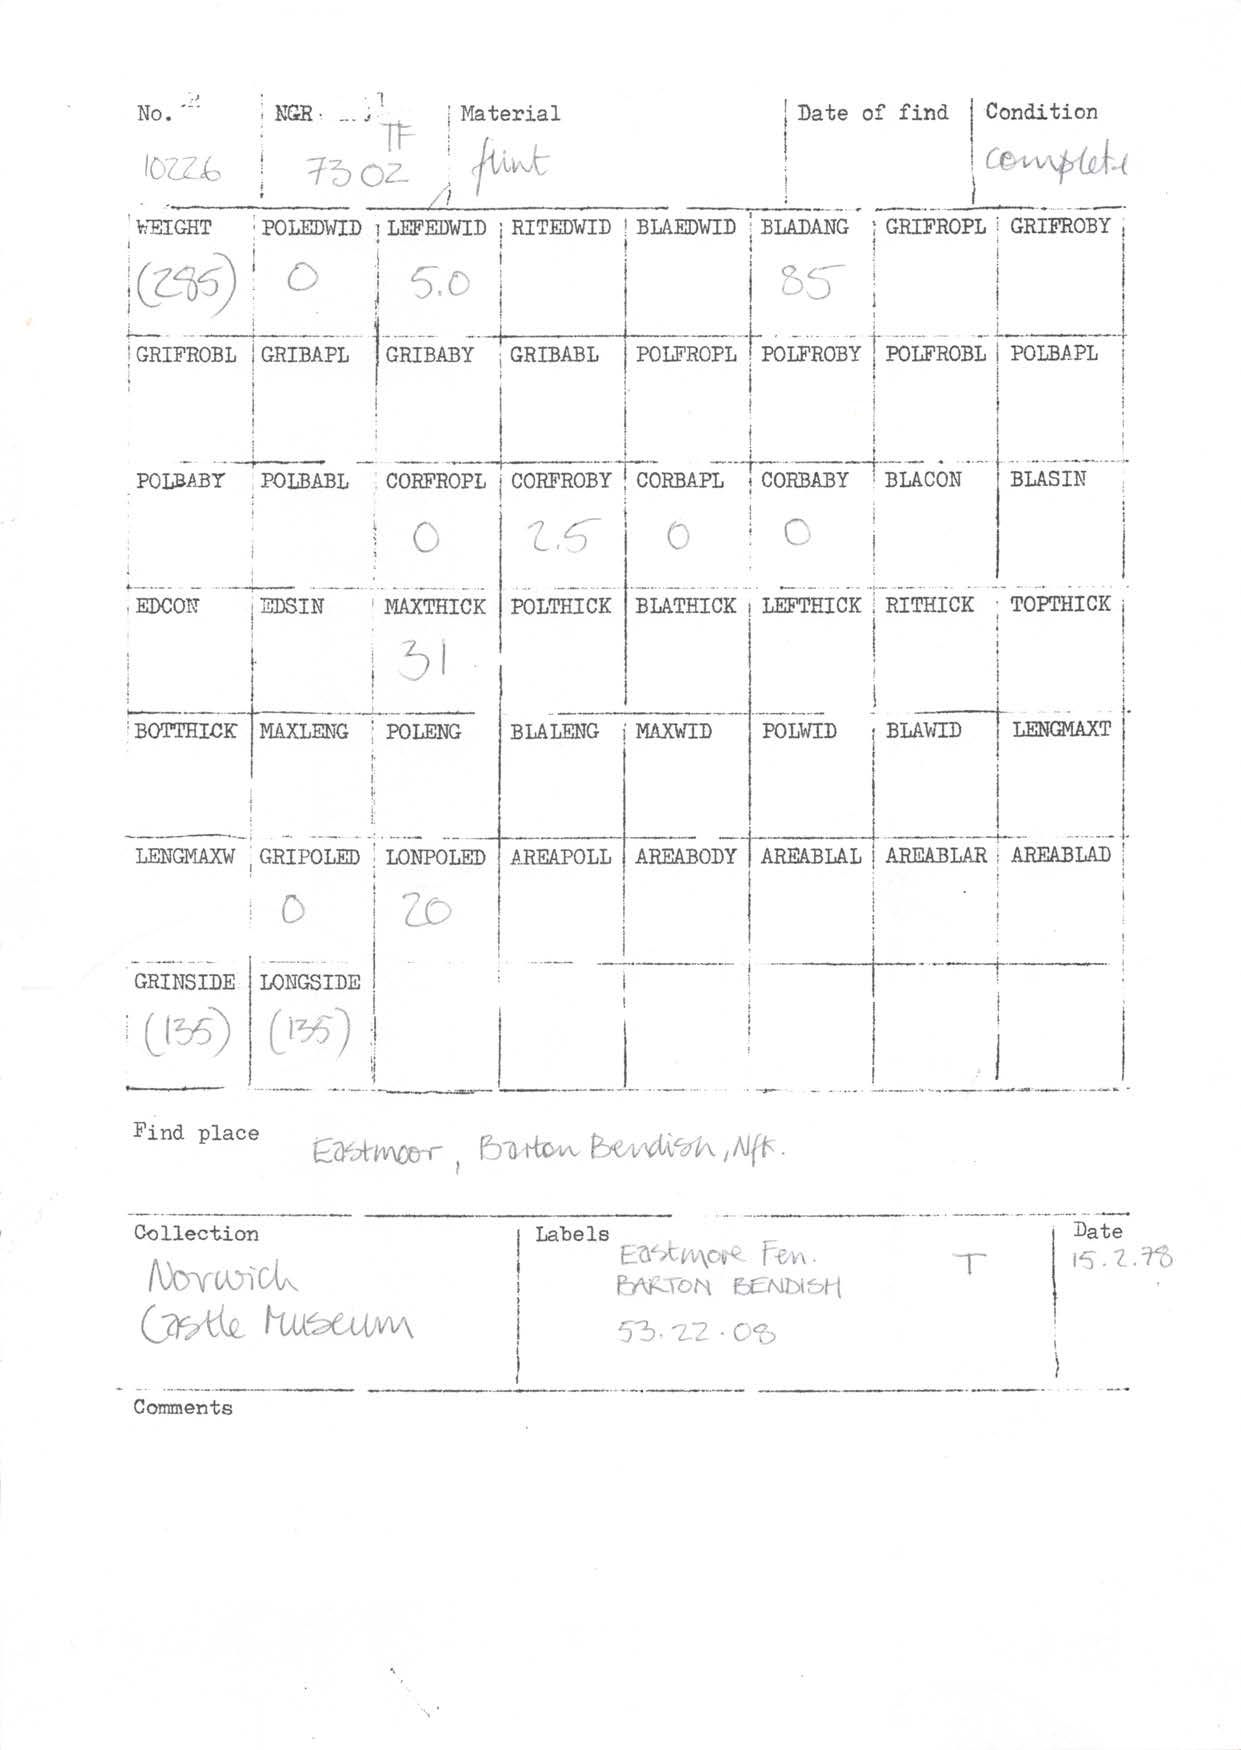 No. NGR Material Date of find Condition
TF
10226 7302 flint complete
WEIGHT POLEDWID LEFEDWID RITEDWID BLAEDWID BLADANG GRIFROPL GRIFROBY
(285) 0 5.0 85
GRIFROBL GRIBAPL GRIBABY GRIBABL POLFROPL POLFROBY POLFROBL POLBAPL
POLBABY POLBABL CORFROPL CORFROBY CORBAPL CORBABY BLACON BLASIN
0 2.5 0 0
EDCON EDSIN MAXTHICK POLTHICK BLATHICK LEFTHICK RITHICK TOPTHICK
31
BOTTHICK MAXLENG POLENG BLALENG MAXWID POLWID BLAWID LENGMAXT
LENGMAXW GRIPOLED LONPOLED AREAPOLL AREABODY AREABLAL AREABLAR AREABLAD
0 20
GRINSIDE LONGSIDE
(135) (135)
Find place Eastmoor, Barton Bendish, Nfk.
Collection Labels Date
Eastmore Fen. T 15.2.78
Norwich BARTON BENDISH
Castle Museum 53.22.08
Comments